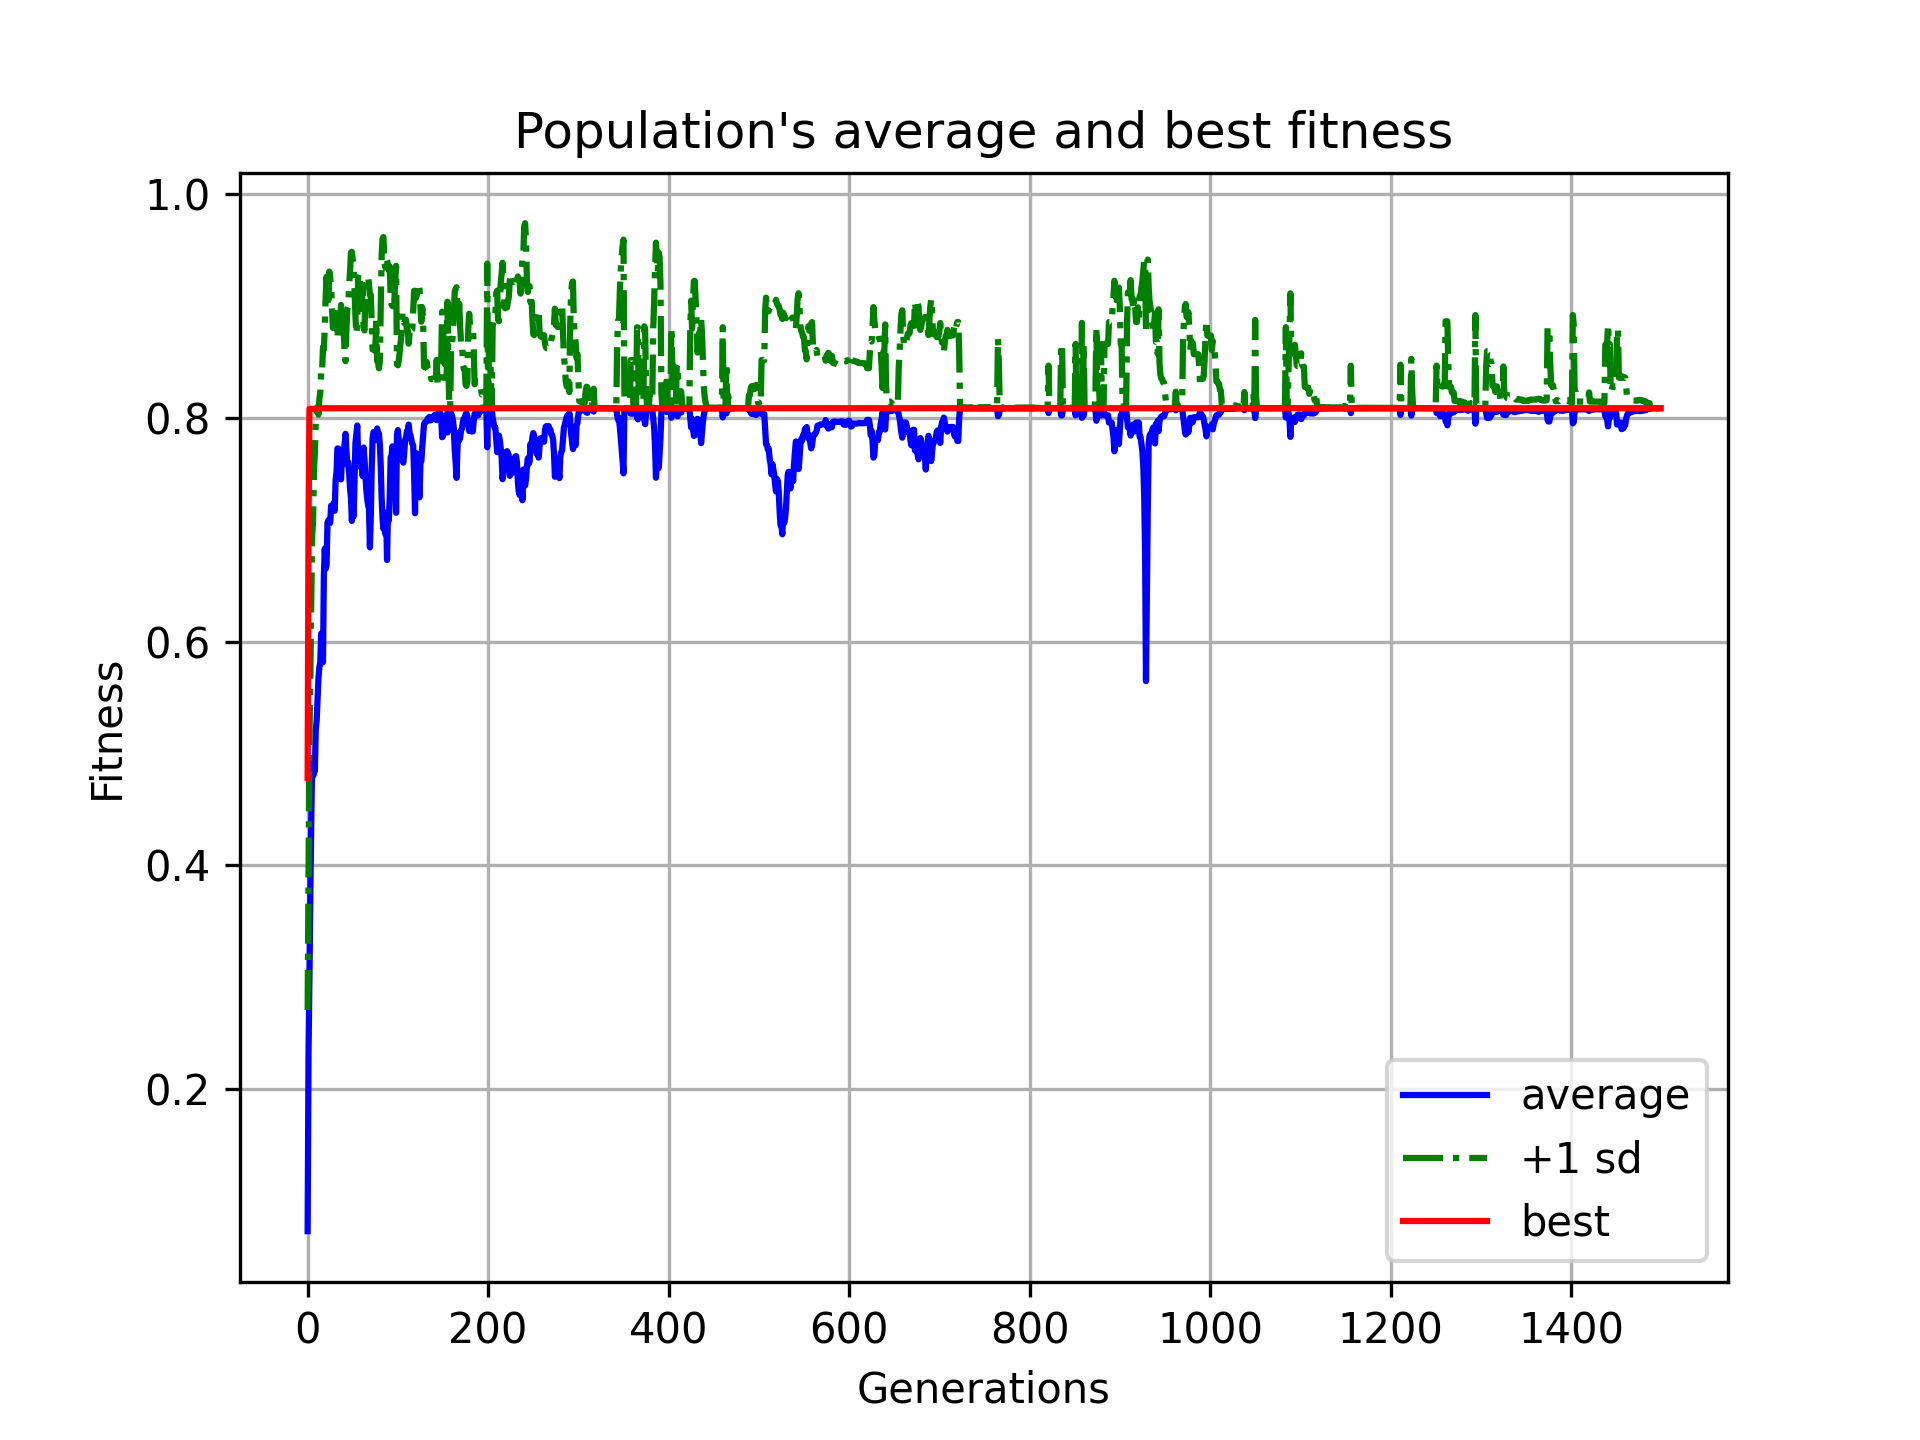 Population's average and best fitness
1.0
0.8
0.6
0.4
0.2
Fitness
0 200 400 600 800 1000 1200 1400
Generations
average
+1 sd
best